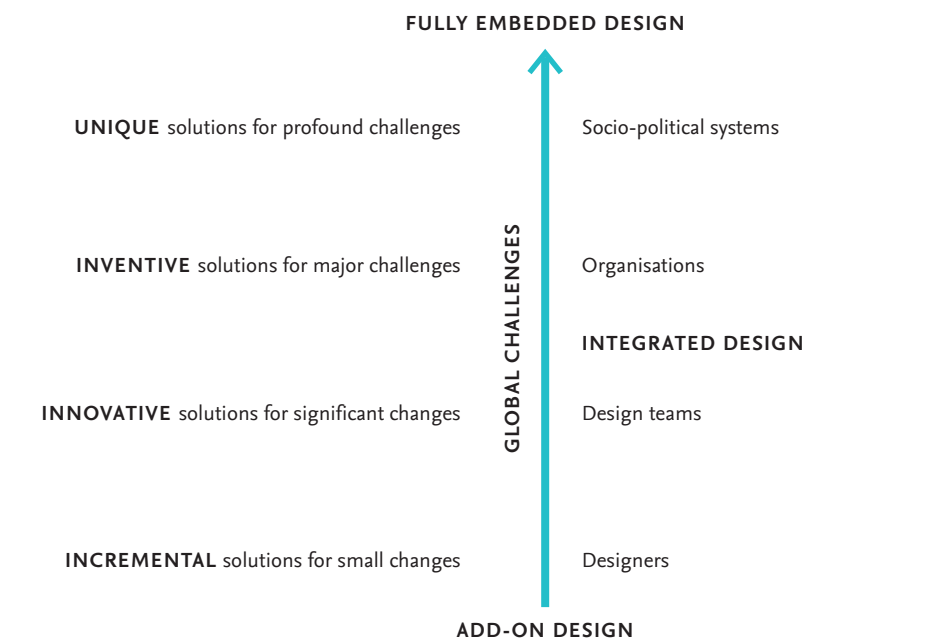 FULLY EMBEDDED DESIGN
UNIQUE solutions for profound challenges
Socio-political systems
INVENTIVE solutions for major challenges
Organisations
GLOBAL CHALLENGES
INTEGRATED DESIGN
INNOVATIVE solutions for significant changes
Design teams
INCREMENTAL solutions for small changes
Designers
ADD-ON DESIGN